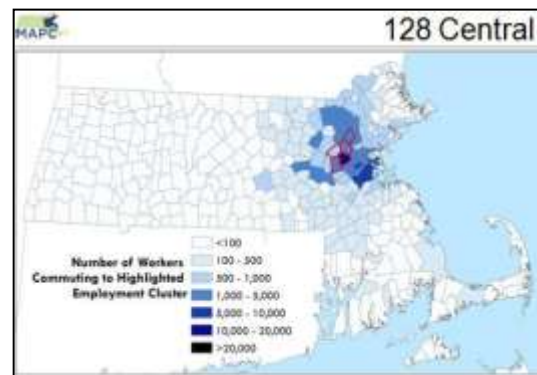 MAPC
128 Central
<100
100 - 500
500 - 1,000
1,000 - 5,000
5,000 - 10,000
10,000 - 20,000
>20,000
Number of Workers
Commuting to Highlighted
Employment Cluster